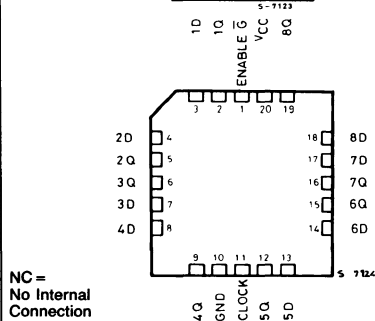 S-7123
1D 1Q ENABLE G VCC 8Q
3 2 1 20 19
2D 4 18 8D
2Q 5 17 7D
3Q 6 16 7Q
3D 7 15 6Q
4D 8 14 6D
9 10 11 12 13
4Q GND CLOCK 5Q 5D
S 7124
NC =
No Internal
Connection